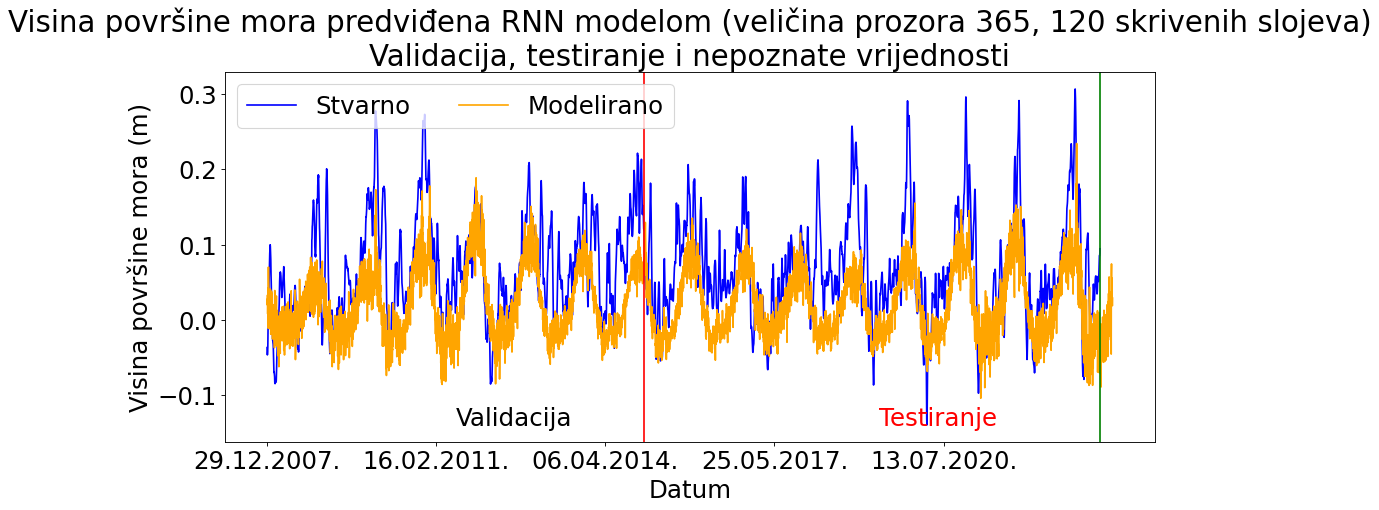 Visina površine mora predviđena RNN modelom (veličina prozora 365, 120 skrivenih slojeva)
Validacija, testiranje i nepoznate vrijednosti
Stvarno
Modelirano
Visina površine mora (m)
0.3
0.2
0.1
0.0
−0.1
Validacija
Testiranje
29.12.2007.
16.02.2011.
06.04.2014.
25.05.2017.
13.07.2020.
Datum